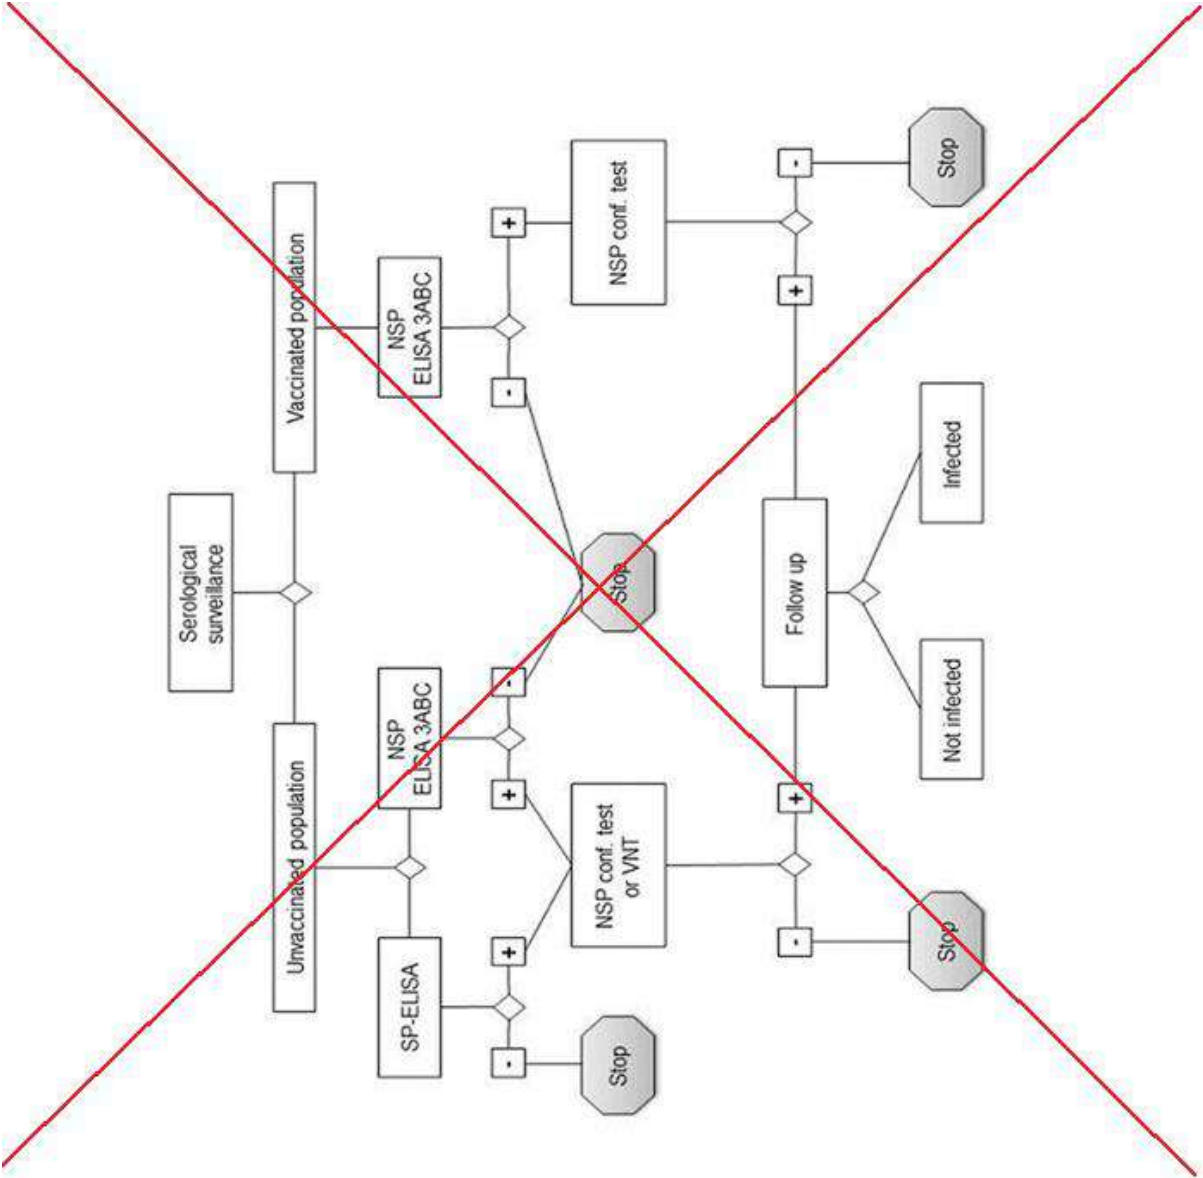 Serological
surveillance
Unvaccinated population
Vaccinated population
SP-ELISA
NSP
ELISA 3ABC
NSP
ELISA 3ABC
-
+
+
-
-
+
Stop
NSP conf. test
or VNT
Stop
NSP conf. test
-
+
Follow up
+
-
Stop
Not infected
Infected
Stop